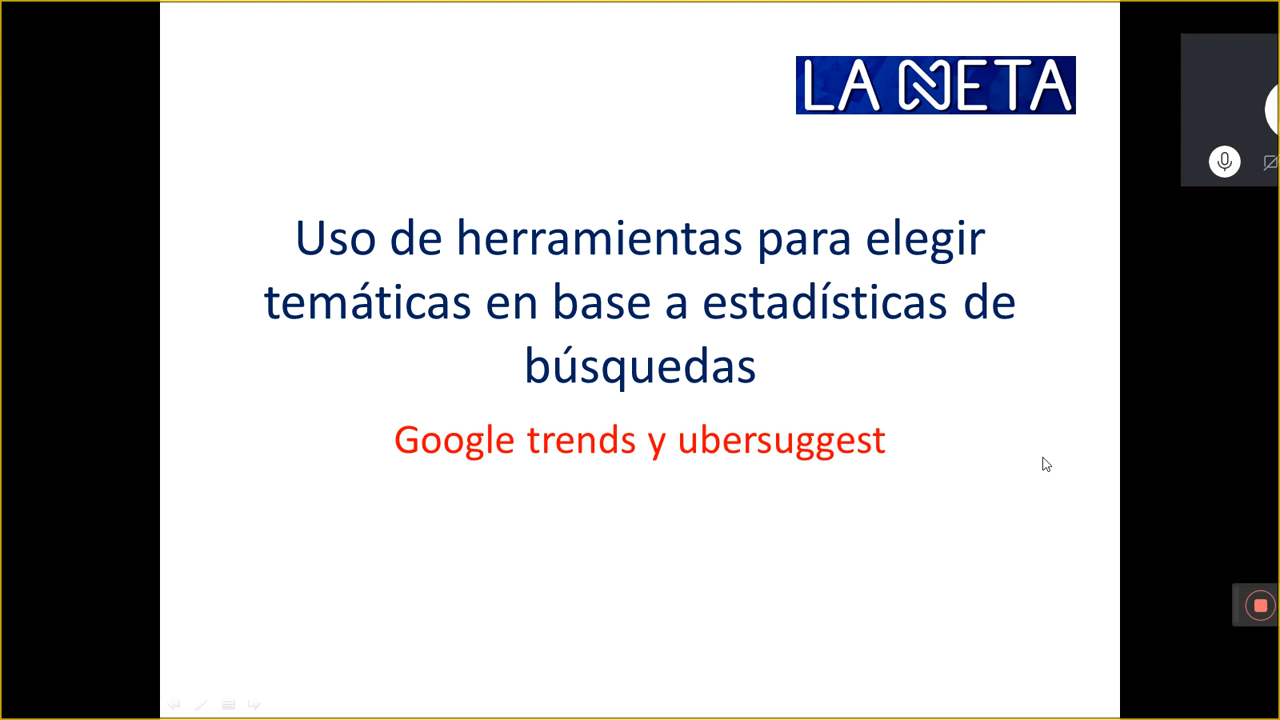 LA NETA
Uso de herramientas para elegir
temáticas en base a estadísticas de
búsquedas
Google trends y ubersuggest